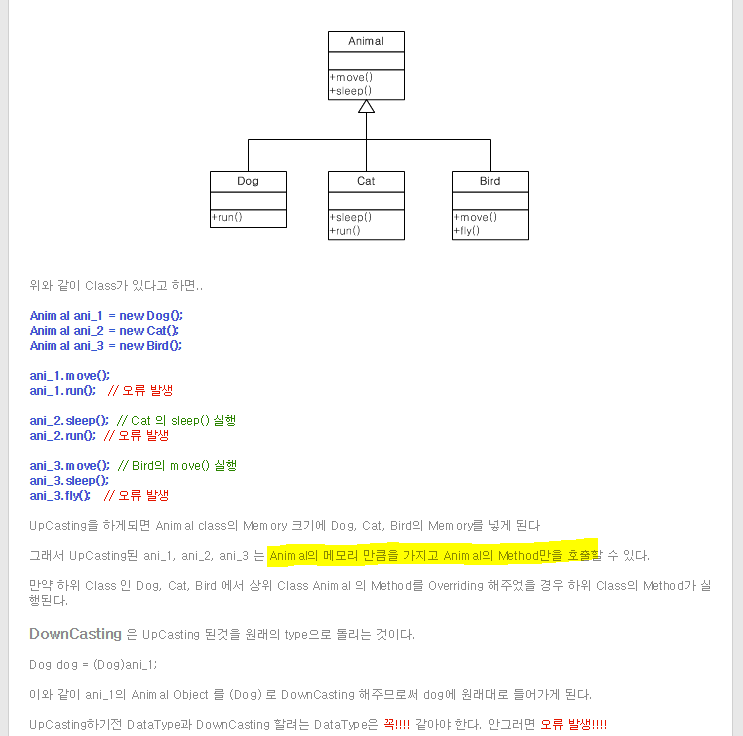 Animal
+move()
+sleep()
Dog
Cat
Bird
+run()
+sleep()
+move()
+run()
+fly()
위와 같이 Class가 있다고 하면..
Animal ani_1 = new Dog();
Animal ani_2 = new Cat();
Animal ani_3 = new Bird();
ani_1.move();
ani_1.run(); // 오류 발생
ani_2.sleep(); // Cat 의 sleep() 실행
ani_2.run(); // 오류 발생
ani_3.move(); // Bird의 move() 실행
ani_3.sleep();
ani_3.fly(); // 오류 발생
UpCasting을 하게되면 Animal class의 Memory 크기에 Dog, Cat, Bird의 Memory를 넣게 된다
그래서 UpCasting된 ani_1, ani_2, ani_3 는 Animal의 메모리 만큼을 가지고 Animal의 Method만을 호출할 수 있다.
만약 하위 Class 인 Dog, Cat, Bird 에서 상위 Class Animal 의 Method를 Overriding 해주었을 경우 하위 Class의 Method가 실
행된다.
DownCasting 은 UpCasting 된것을 원래의 type으로 돌리는 것이다.
Dog dog = (Dog)ani_1;
이와 같이 ani_1의 Animal Object 를 (Dog) 로 DownCasting 해주므로써 dog에 원래대로 들어가게 된다.
UpCasting하기전 DataType과 DownCasting 할려는 DataType은 꼭!!!! 같아야 한다. 안그러면 오류 발생!!!!